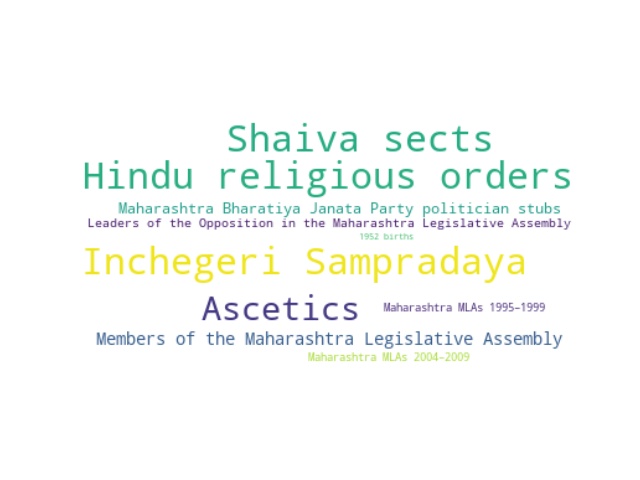 Shaiva sects
Hindu religious orders
Maharashtra Bharatiya Janata Party politician stubs
Leaders of the Opposition in the Maharashtra Legislative Assembly
1952 births
Inchegeri Sampradaya
Ascetics
Maharashtra MLAs 1995–1999
Members of the Maharashtra Legislative Assembly
Maharashtra MLAs 2004–2009